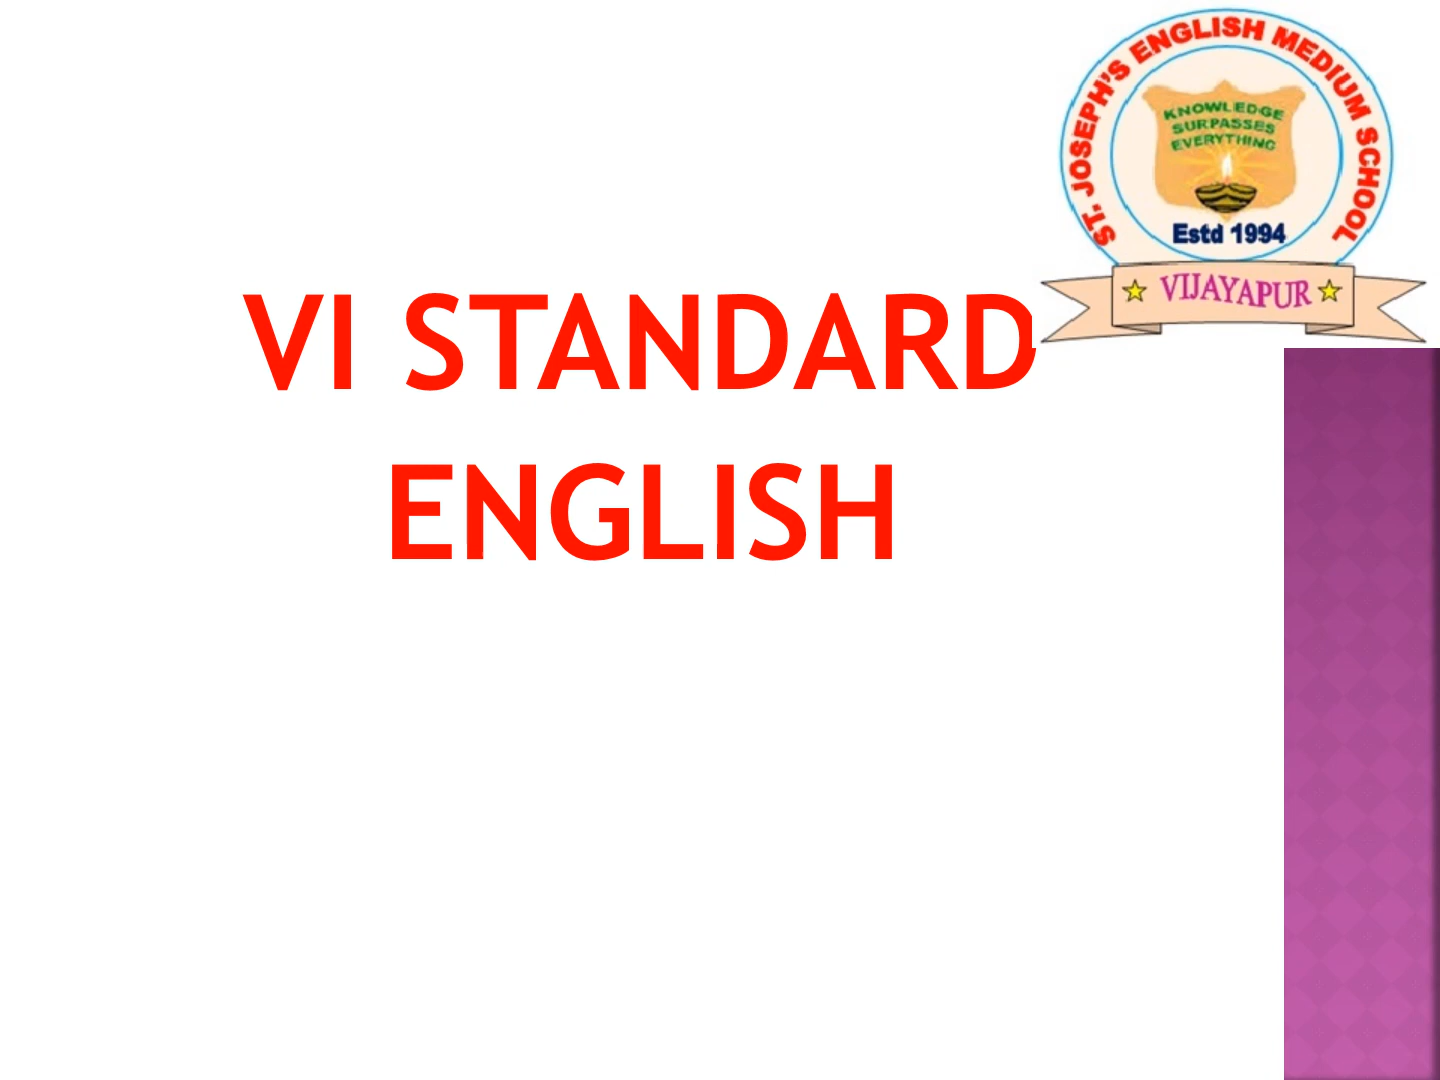 ST. JOSEPH'S ENGLISH MEDIUM SCHOOL
KNOWLEDGE
SURPASSES
EVERYTHING
Estd 1994
VIJAYAPUR
VI STANDARD
ENGLISH